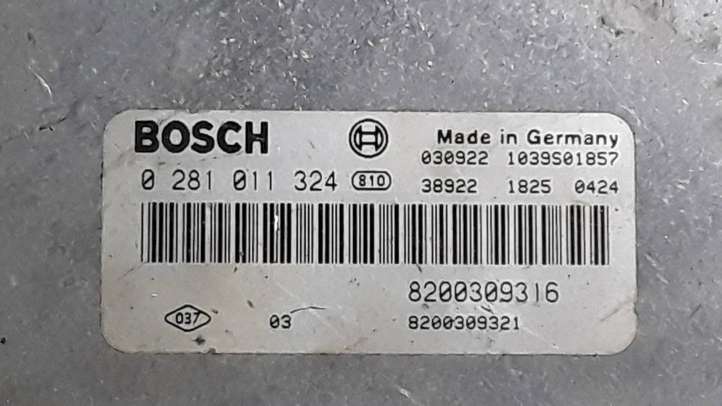 BOSCH
Made in Germany
030922 1039S01857
0 281 011 324 810
38922 1825 0424
8200309316
037 03 8200309321